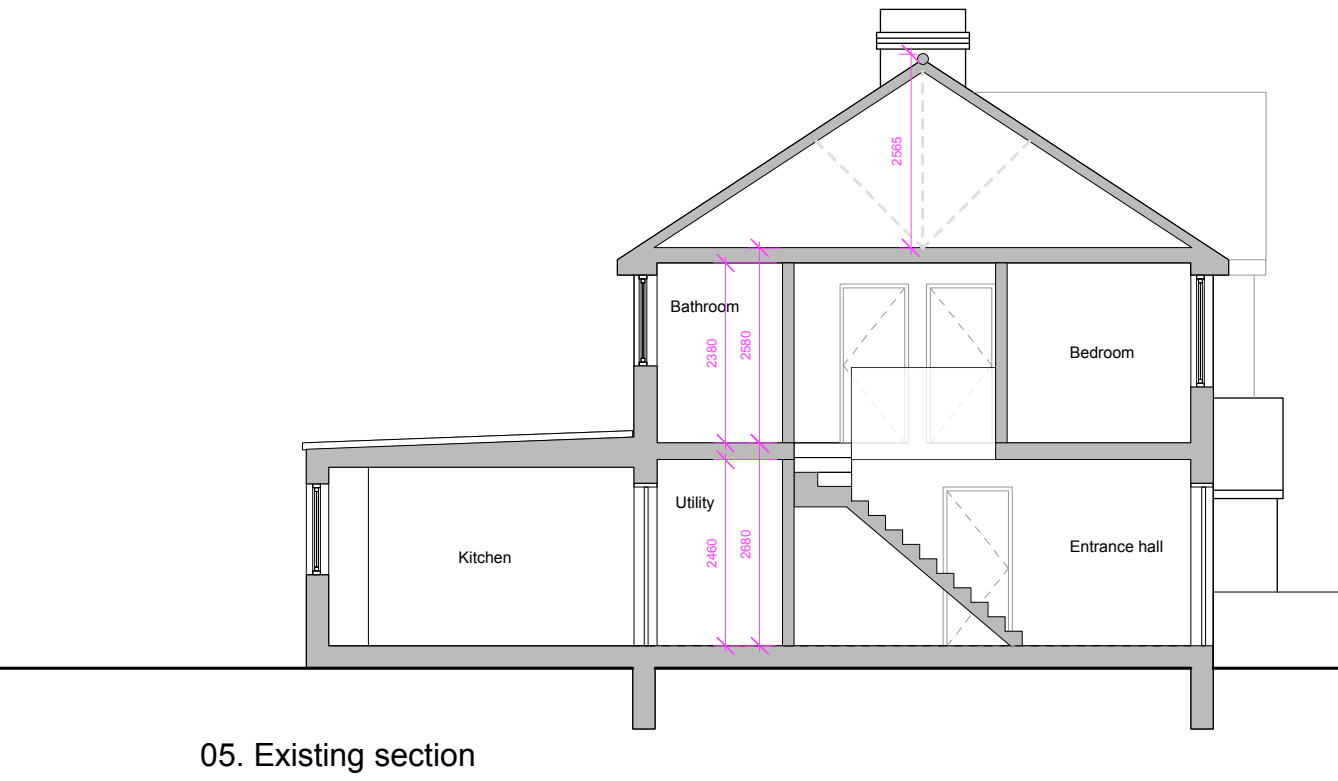 2565
Bathroom
2380
2580
Bedroom
Utility
2460
2680
Kitchen
Entrance hall
05. Existing section